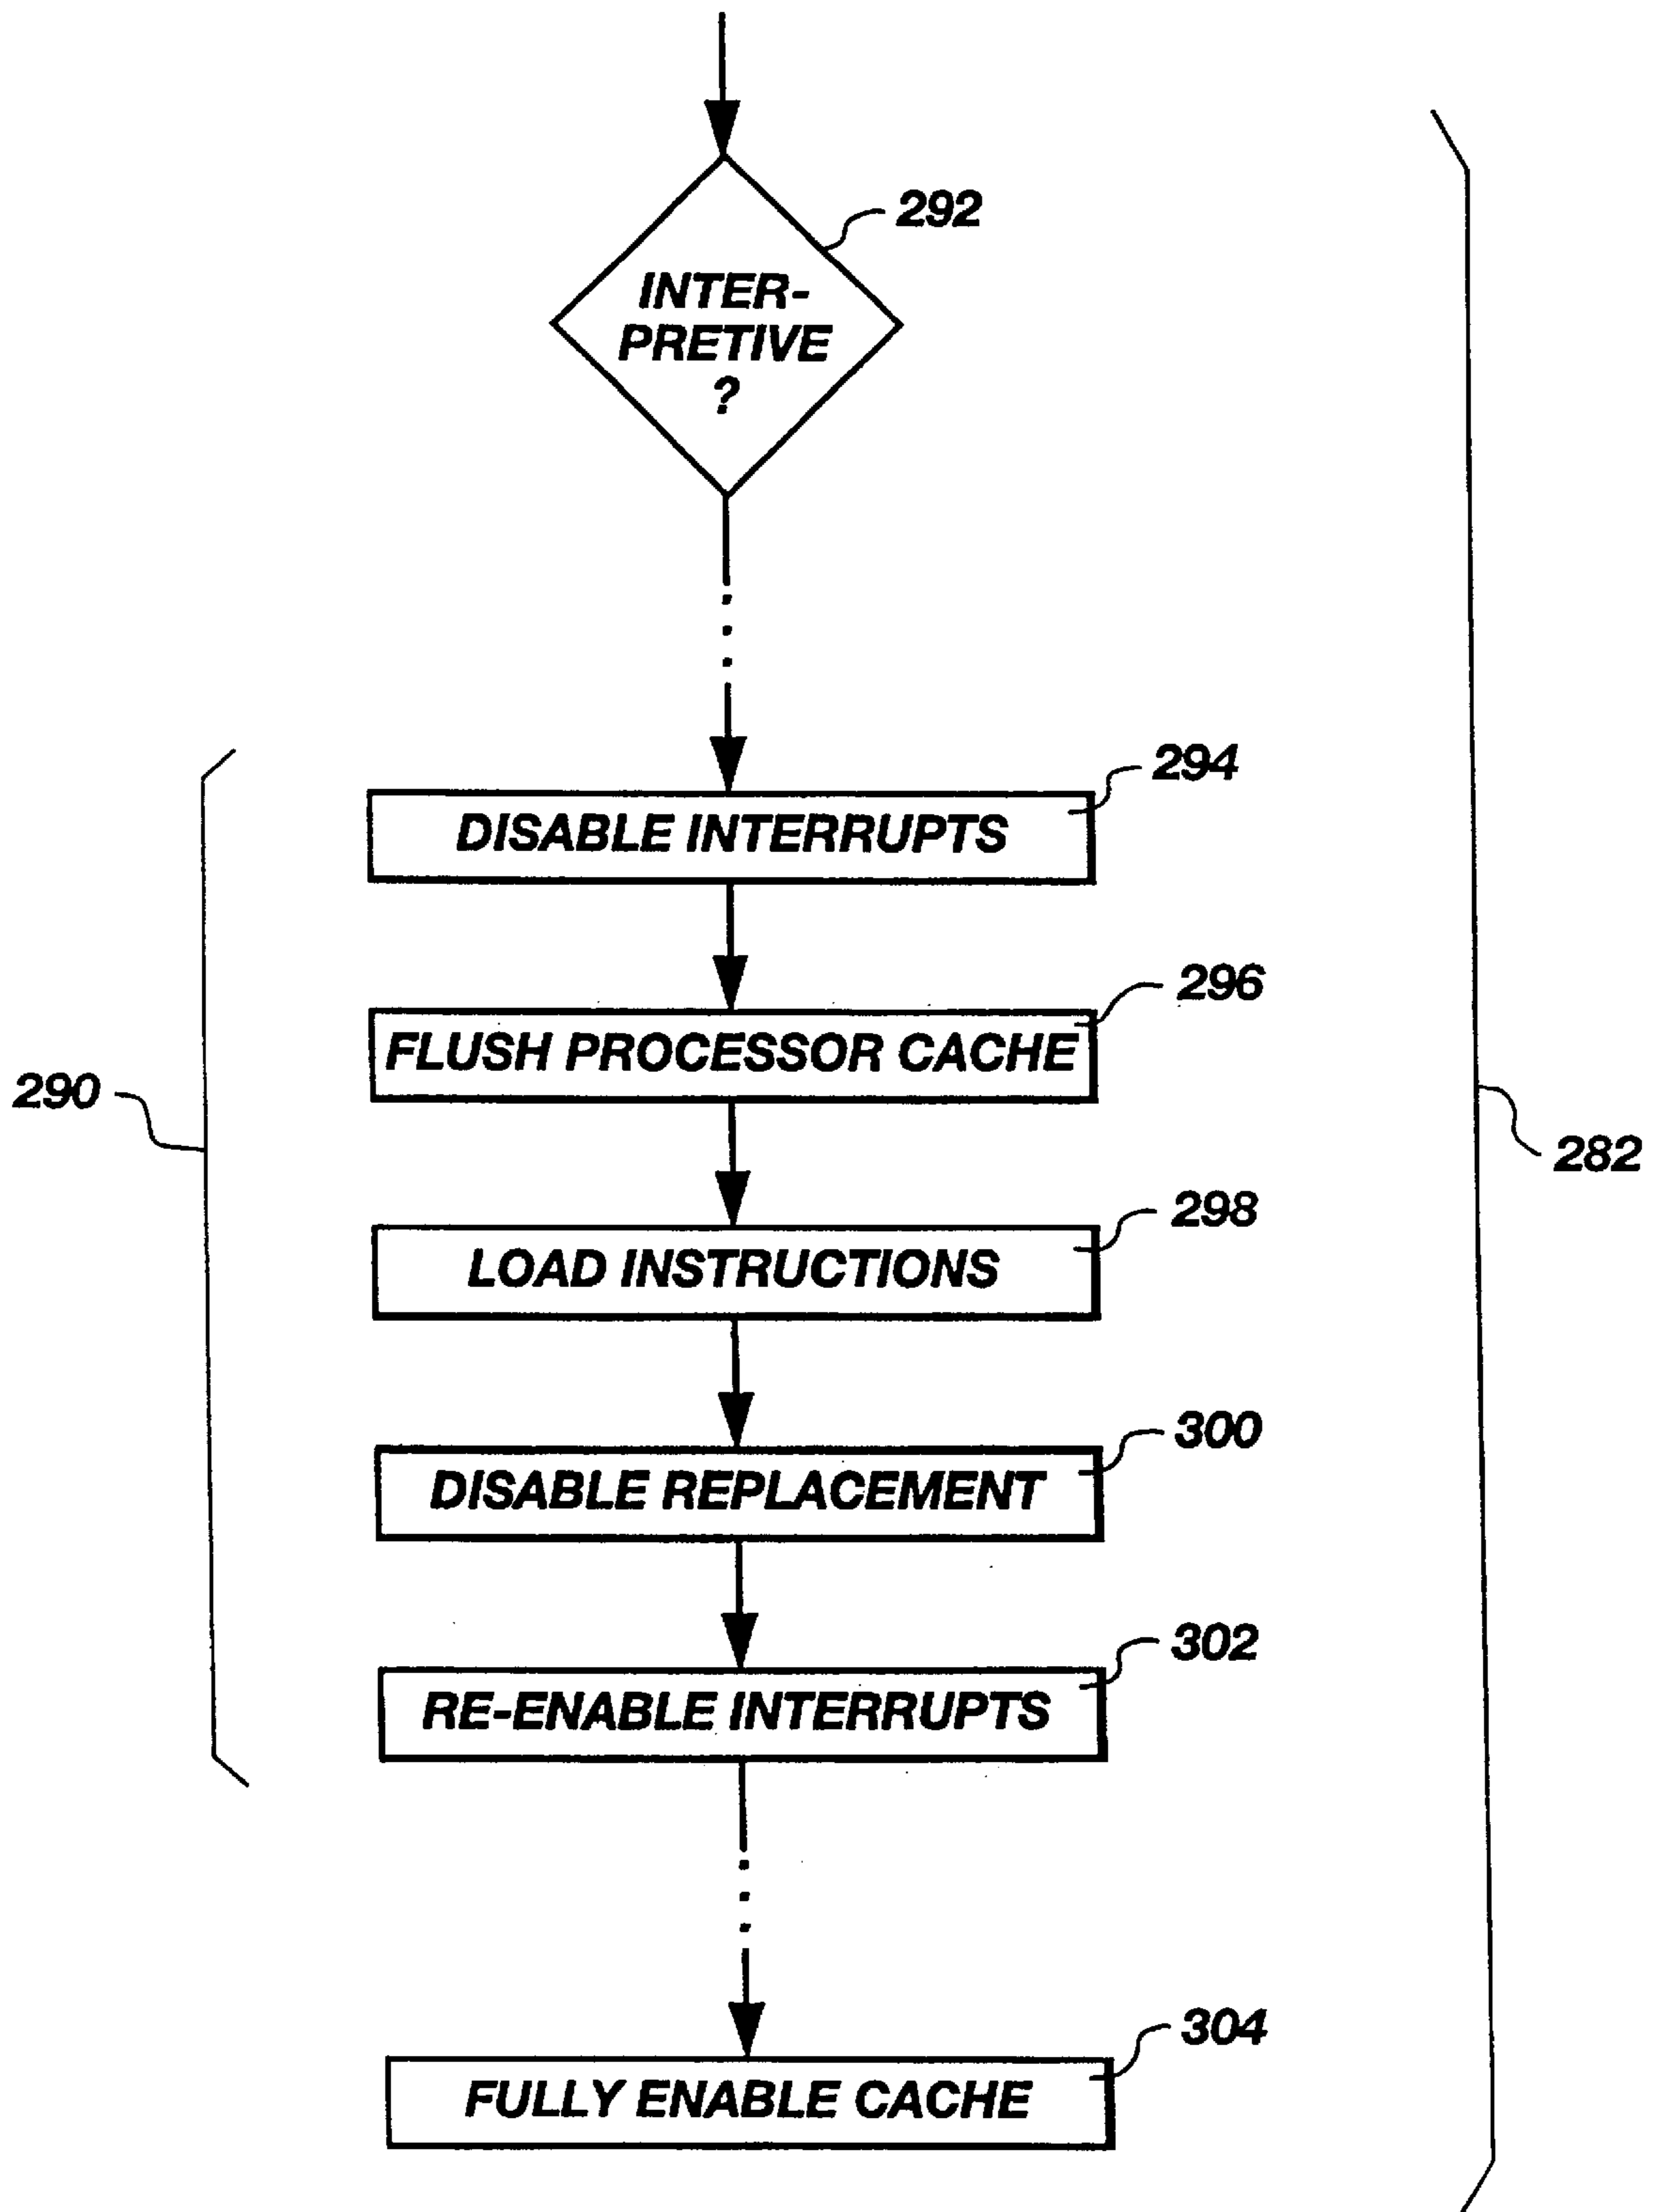 292
INTER-
PRETIVE
?
294
DISABLE INTERRUPTS
296
FLUSH PROCESSOR CACHE
290
282
298
LOAD INSTRUCTIONS
300
DISABLE REPLACEMENT
302
RE-ENABLE INTERRUPTS
304
FULLY ENABLE CACHE